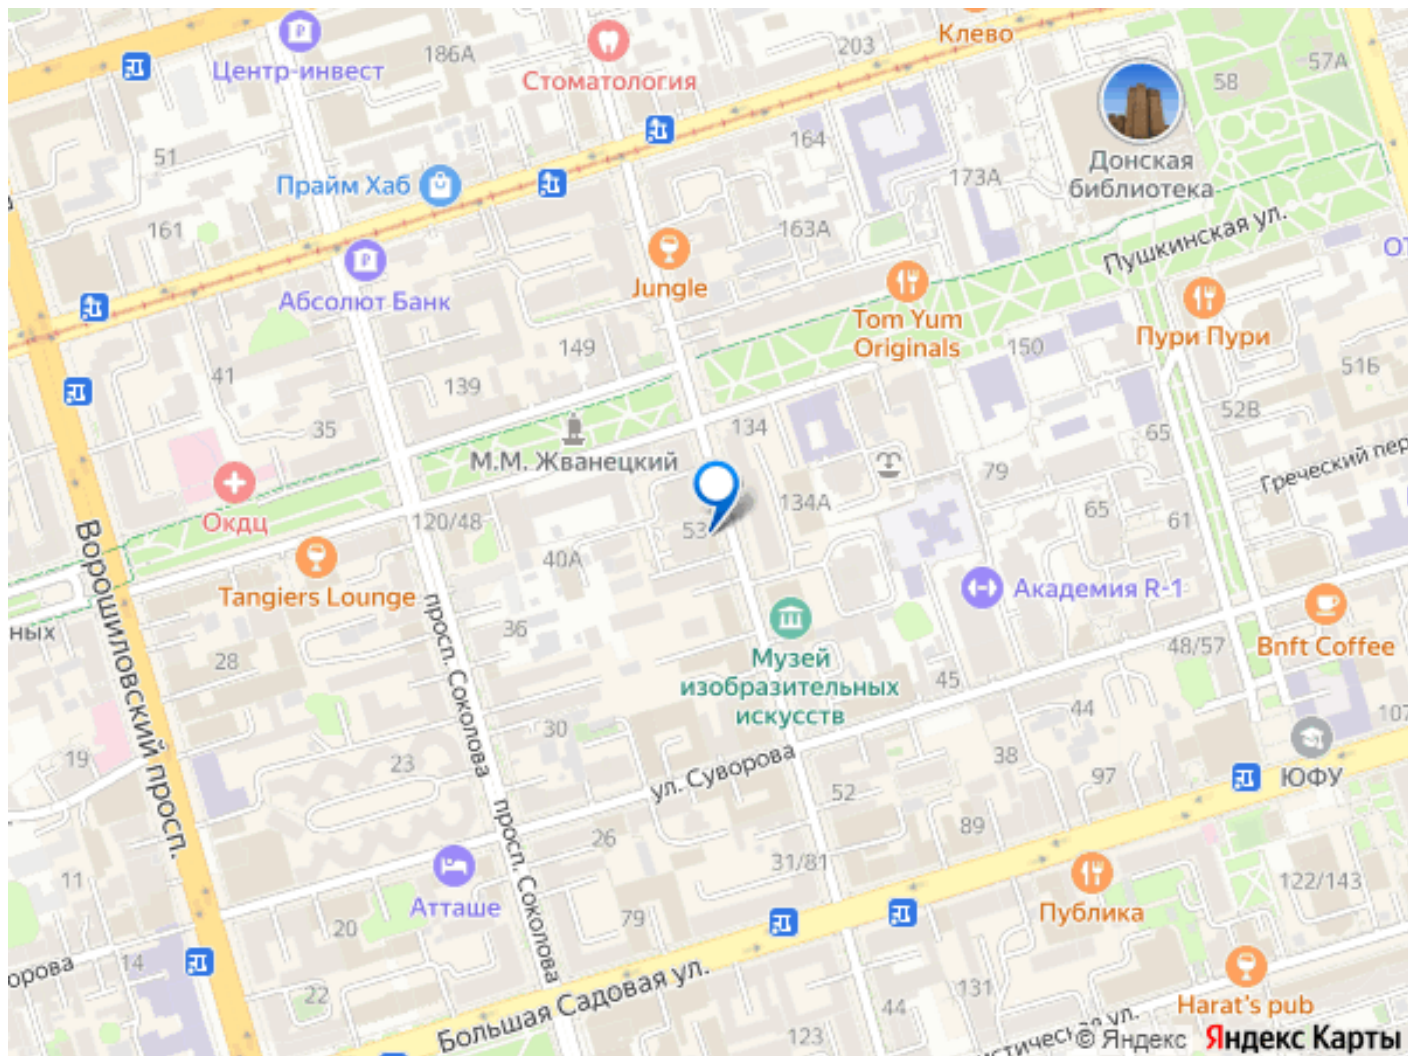 Клево
203
57А
186А
Центр-инвест
Стоматология
58
164
51
Донская
библиотека
Прайм Хаб
173А
161
163А
Пушкинская ул.
Jungle
Абсолют Банк
Tom Yum
Originals
Пури Пури
149
150
139
41
51Б
52В
35
134
65
М.М. Жванецкий
79
Греческий пер
134А
Окдц
120/48
65
61
53
40А
Академия R-1
Tangiers Lounge
Ворошиловский просп.
просп. Соколова
ных
36
Музей
изобразительных
искусств
48/57
Bnft Coffee
28
45
44
107
30
19
23
38
97
ЮФУ
ул. Суворова
52
просп. Соколова
26
89
31/81
11
122/143
Атташе
79
Публика
20
14
орова
22
Большая Садовая ул.
44
131
Harat's pub
123
© Яндекс
Яндекс Карты